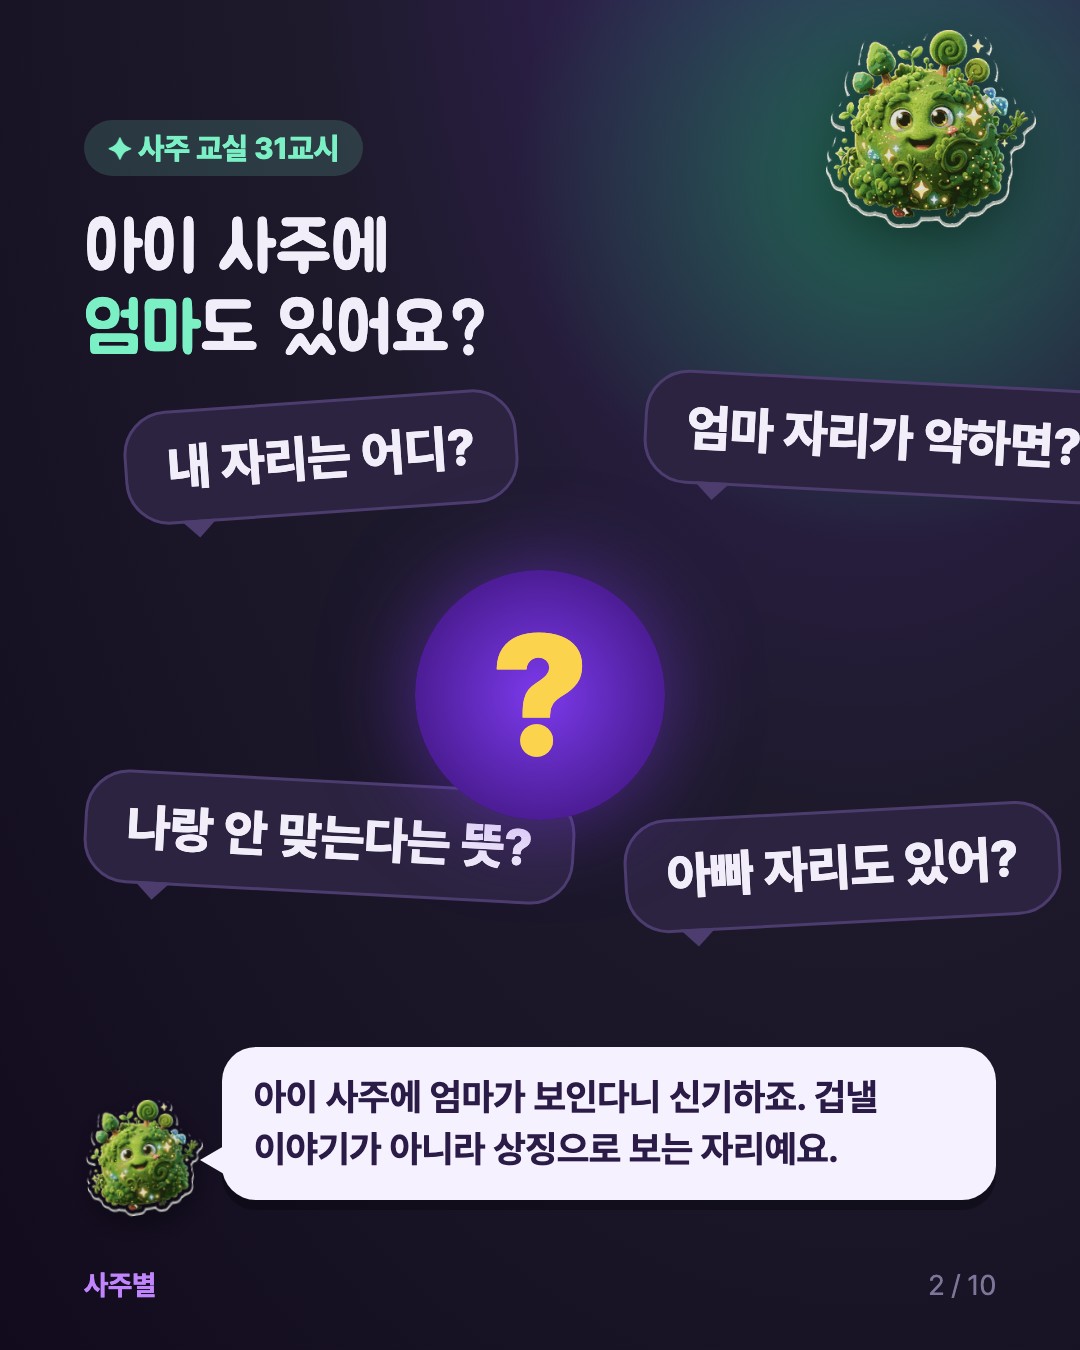 ✦ 사주 교실 31교시
아이 사주에
엄마도 있어요?
내 자리는 어디?
엄마 자리가 약하면?
?
나랑 안 맞는다는 뜻?
아빠 자리도 있어?
아이 사주에 엄마가 보인다니 신기하죠. 겁낼
이야기가 아니라 상징으로 보는 자리예요.
사주별
2 / 10